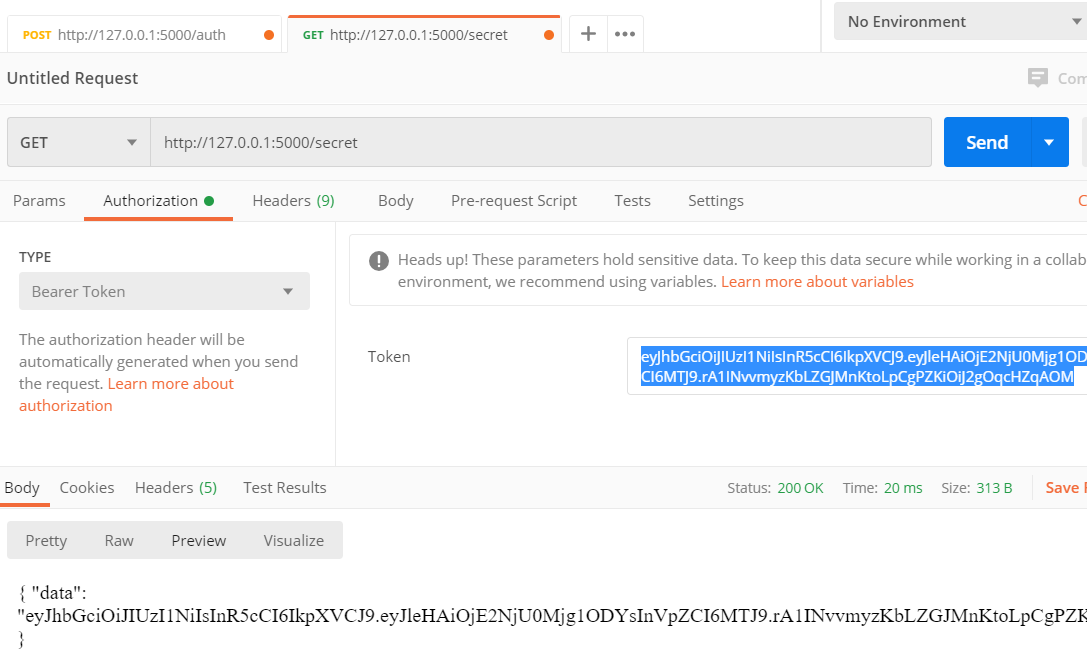 POST http://127.0.0.1:5000/auth
GET http://127.0.0.1:5000/secret
+
•••
No Environment
Untitled Request
Com
GET
http://127.0.0.1:5000/secret
Send
Params Authorization Headers (9) Body Pre-request Script Tests Settings C
TYPE
Bearer Token
The authorization header will be
automatically generated when you send
the request. Learn more about
authorization
Heads up! These parameters hold sensitive data. To keep this data secure while working in a collab
environment, we recommend using variables. Learn more about variables
Token
eyJhbGciOiJIUzI1NiIsInR5cCI6IkpXVCJ9.eyJleHAiOjE2NjU0Mjg1OD
CI6MTJ9.rA1INvvmyzKbLZGJMnKtoLpCgPZKiOiJ2gOqcHZqAOM
Body Cookies Headers (5) Test Results Status: 200 OK Time: 20 ms Size: 313 B Save R
Pretty Raw Preview Visualize
{ "data":
"eyJhbGciOiJIUzI1NiIsInR5cCI6IkpXVCJ9.eyJleHAiOjE2NjU0Mjg1ODYsInVpZCI6MTJ9.rA1INvvmyzKbLZGJMnKtoLpCgPZK
}